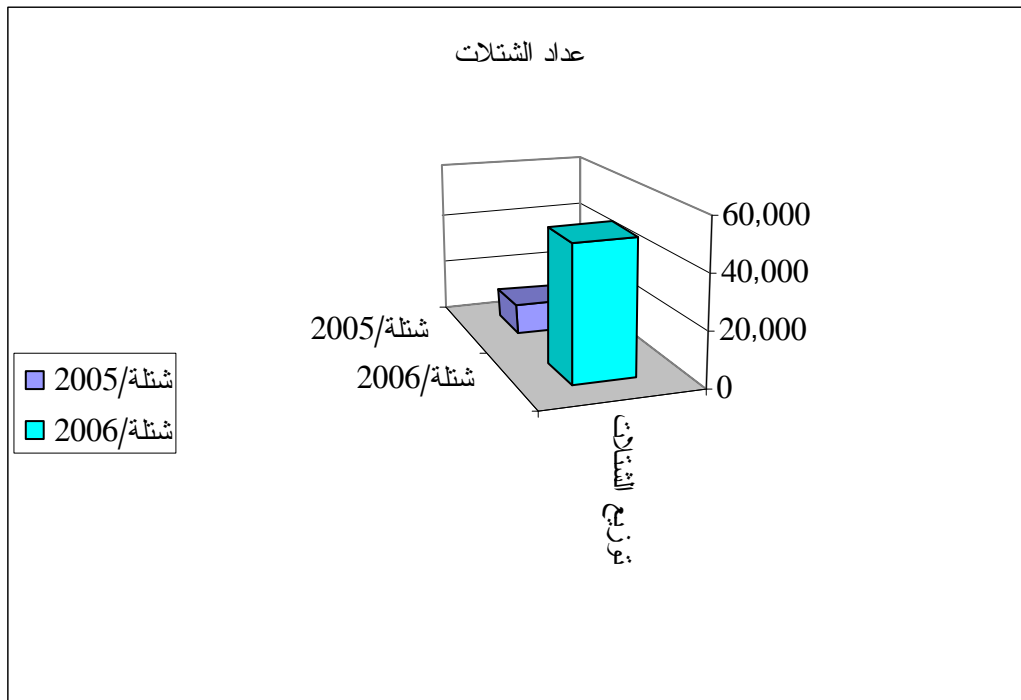 عداد الشتلات
60,000
40,000
20,000
0
شتلة/2005
شتلة/2006
توزيع الشتلات
شتلة/2005
شتلة/2006